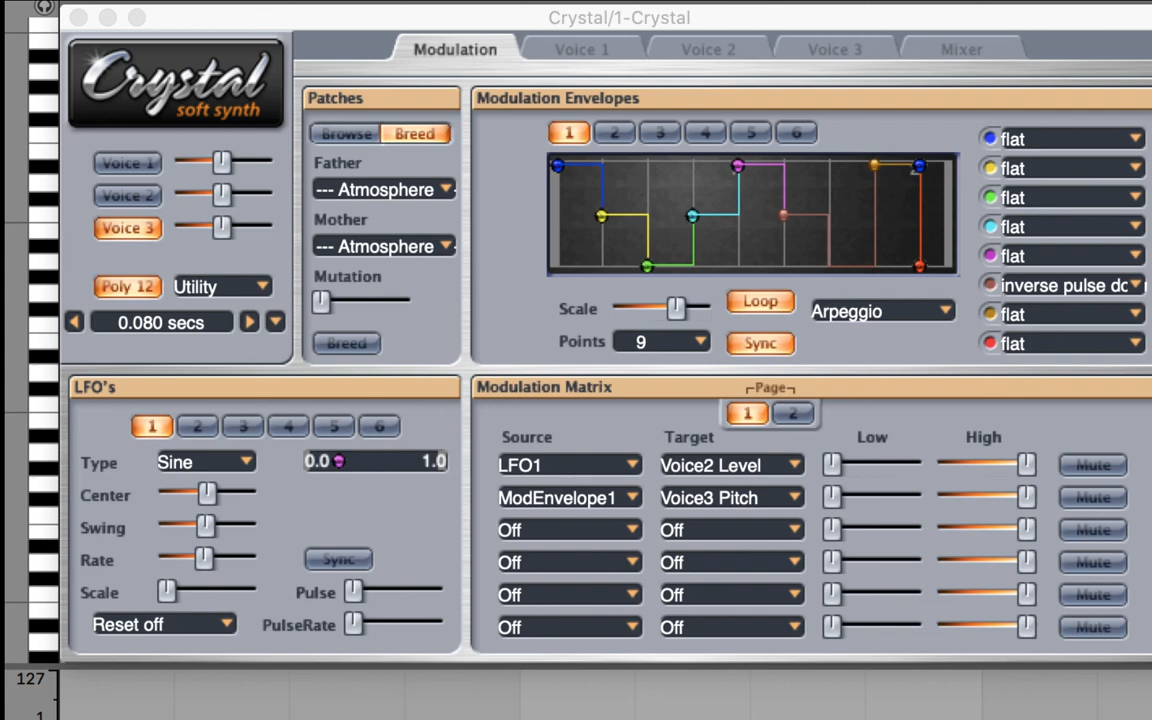 Crystal/1-Crystal
Crystal
soft synth
Modulation
Voice 1
Voice 2
Voice 3
Mixer
Voice 1
Voice 2
Voice 3
Poly 12
Utility
0.080 secs
Patches
Browse
Breed
Father
--- Atmosphere
Mother
--- Atmosphere
Mutation
Breed
Modulation Envelopes
1 2 3 4 5 6
Scale
Loop
Arpeggio
Points
9
Sync
flat
flat
flat
flat
flat
inverse pulse dc
flat
flat
LFO's
1 2 3 4 5 6
Type
Sine
0.0
1.0
Center
Swing
Rate
Sync
Scale
Pulse
Reset off
PulseRate
Modulation Matrix
Page
1 2
Source Target Low High
LFO1 Voice2 Level Mute
ModEnvelope1 Voice3 Pitch Mute
Off Off Mute
Off Off Mute
Off Off Mute
Off Off Mute
127
1